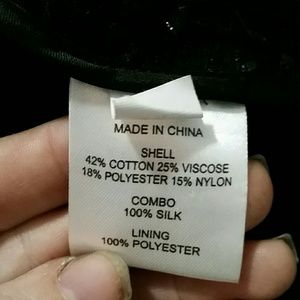 MADE IN CHINA
SHELL
42% COTTON 25% VISCOSE
18% POLYESTER 15% NYLON
COMBO
100% SILK
LINING
100% POLYESTER